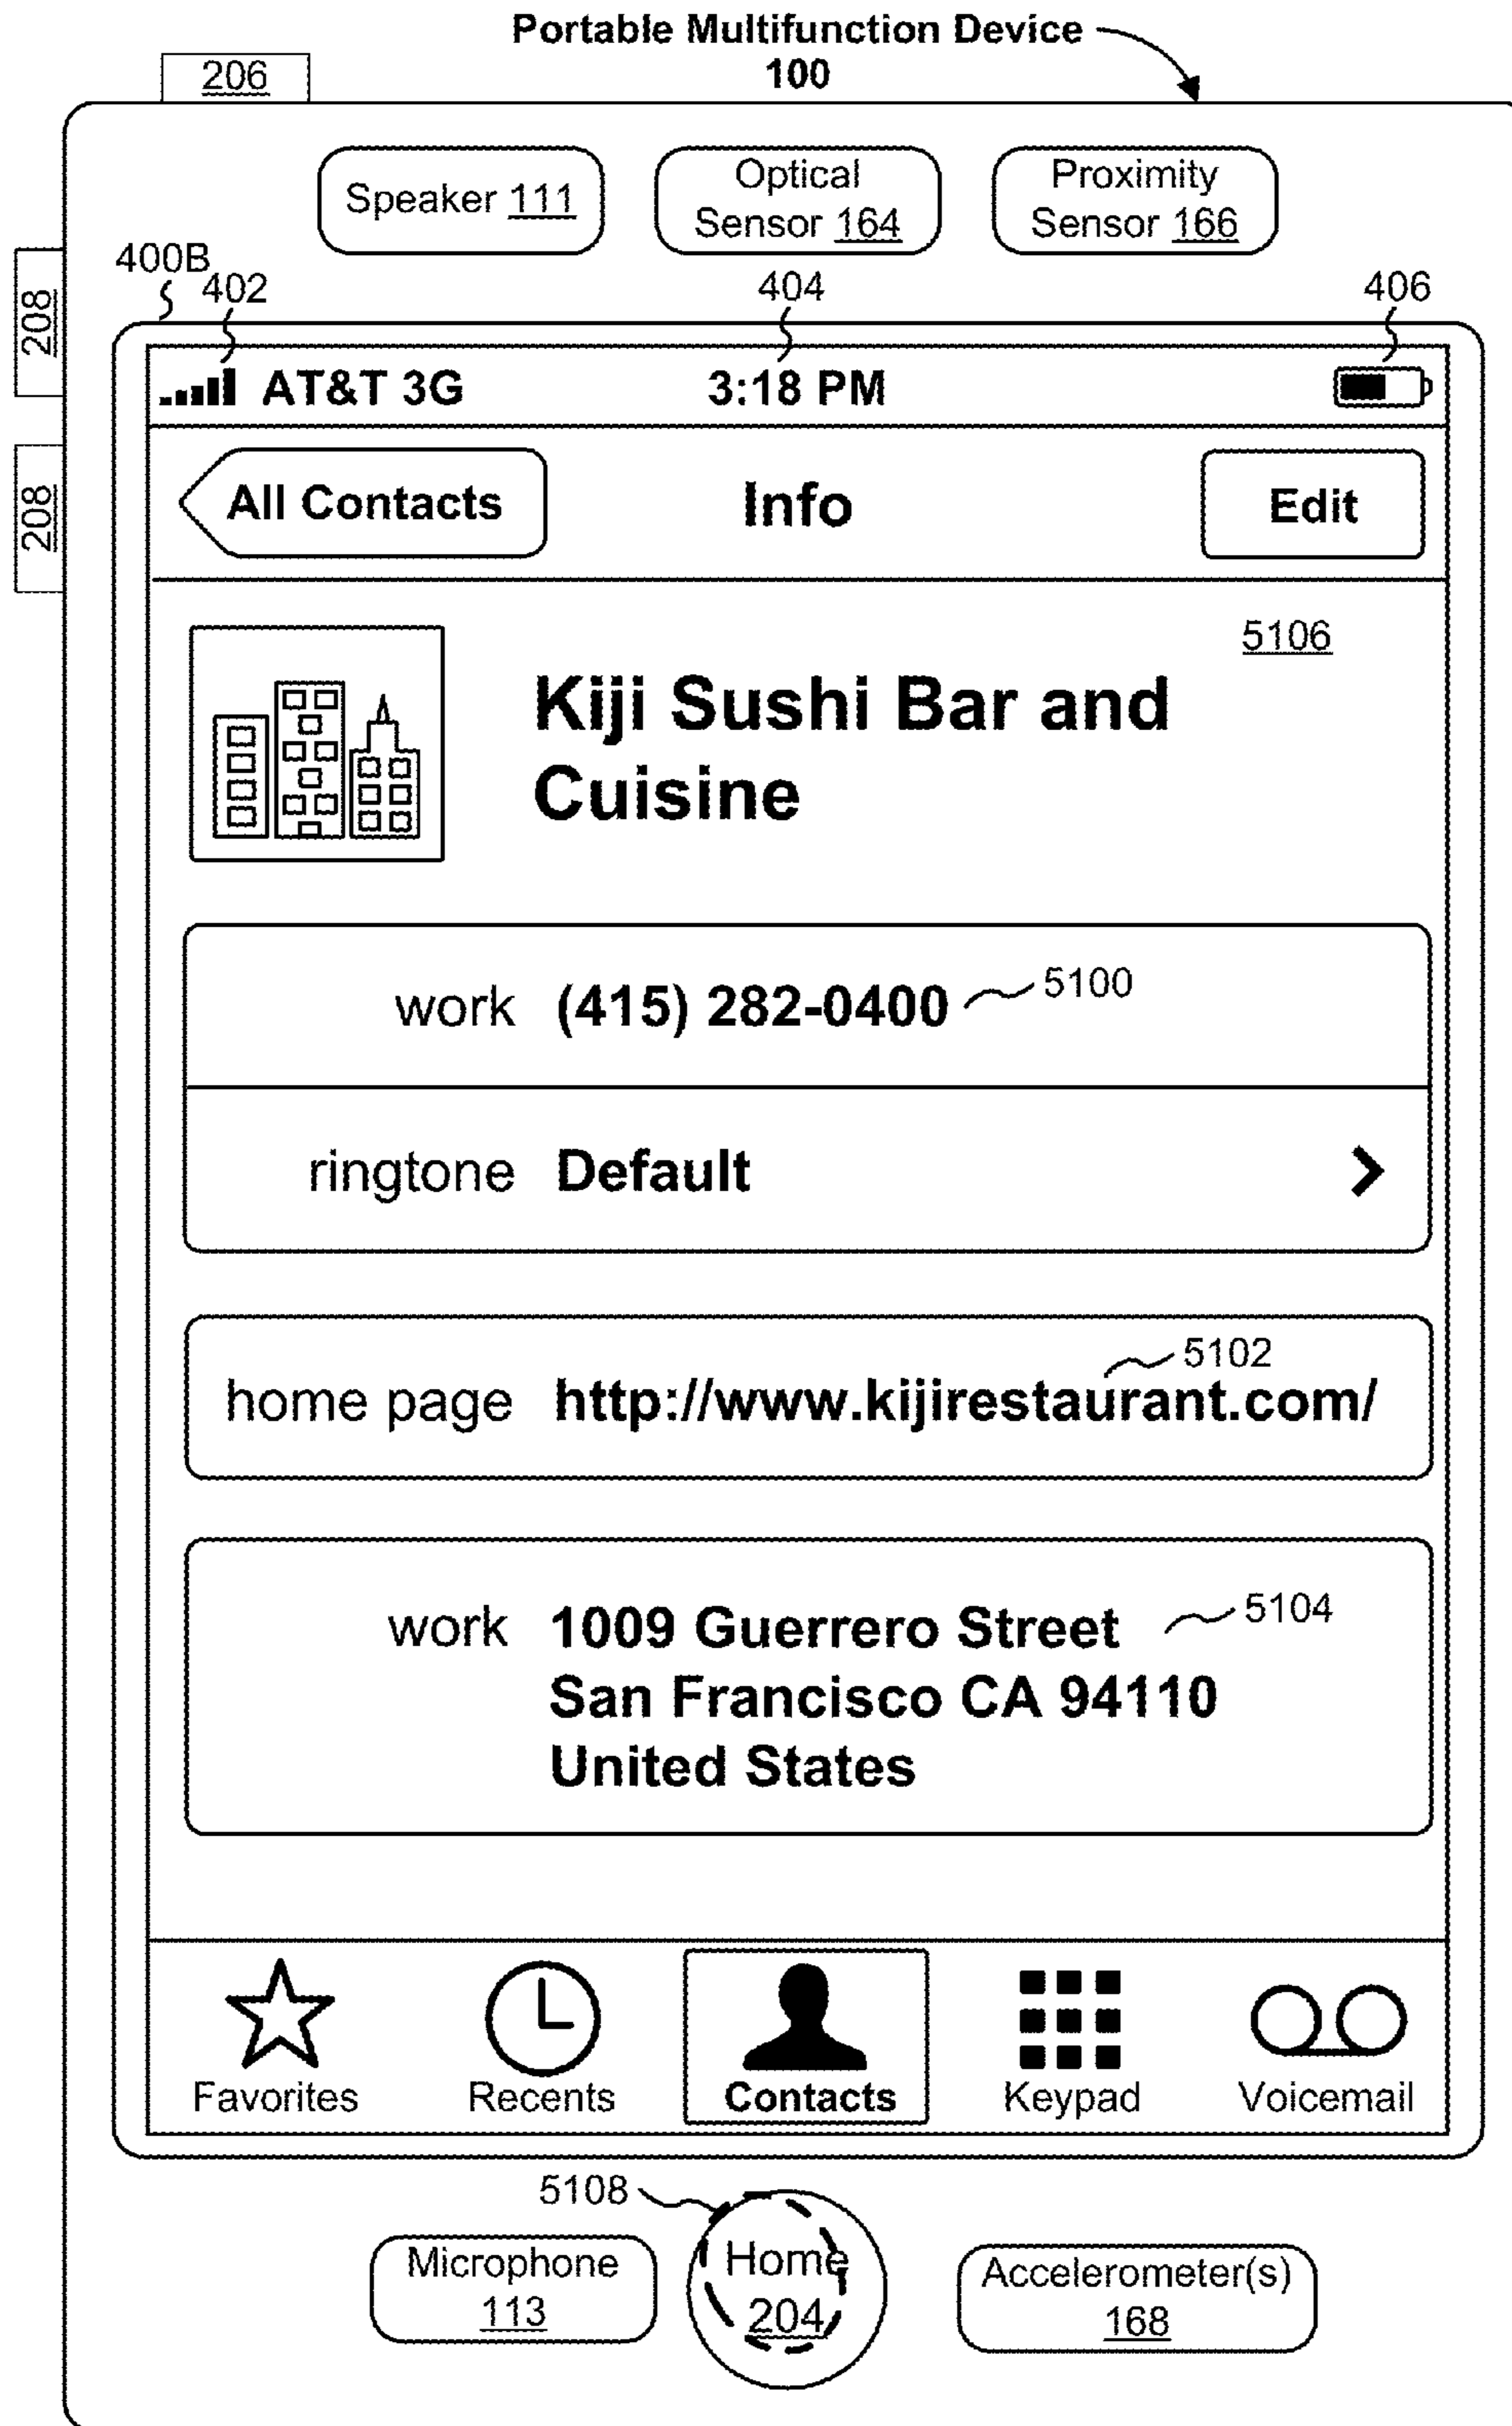 Portable Multifunction Device
100
206
Speaker 111
Optical
Sensor 164
Proximity
Sensor 166
208
208
400B
402
404
406
AT&T 3G
3:18 PM
All Contacts
Info
Edit
5106
Kiji Sushi Bar and
Cuisine
work (415) 282-0400
5100
ringtone Default
5102
home page http://www.kijirestaurant.com/
work 1009 Guerrero Street
5104
San Francisco CA 94110
United States
Favorites
Recents
Contacts
Keypad
Voicemail
5108
Microphone
113
Home
204
Accelerometer(s)
168